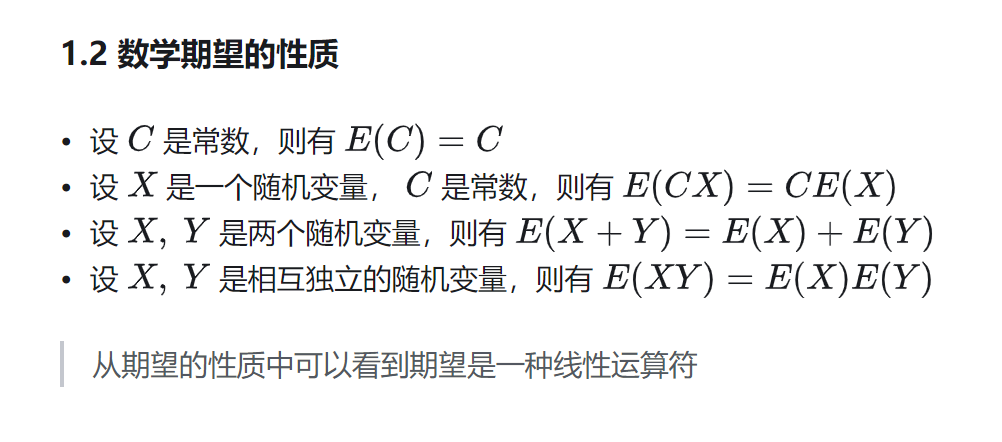 1.2 数学期望的性质
• 设 C 是常数，则有 E(C) = C
• 设 X 是一个随机变量， C 是常数，则有 E(CX) = CE(X)
• 设 X, Y 是两个随机变量，则有 E(X + Y) = E(X) + E(Y)
• 设 X, Y 是相互独立的随机变量，则有 E(XY) = E(X)E(Y)
从期望的性质中可以看到期望是一种线性运算符